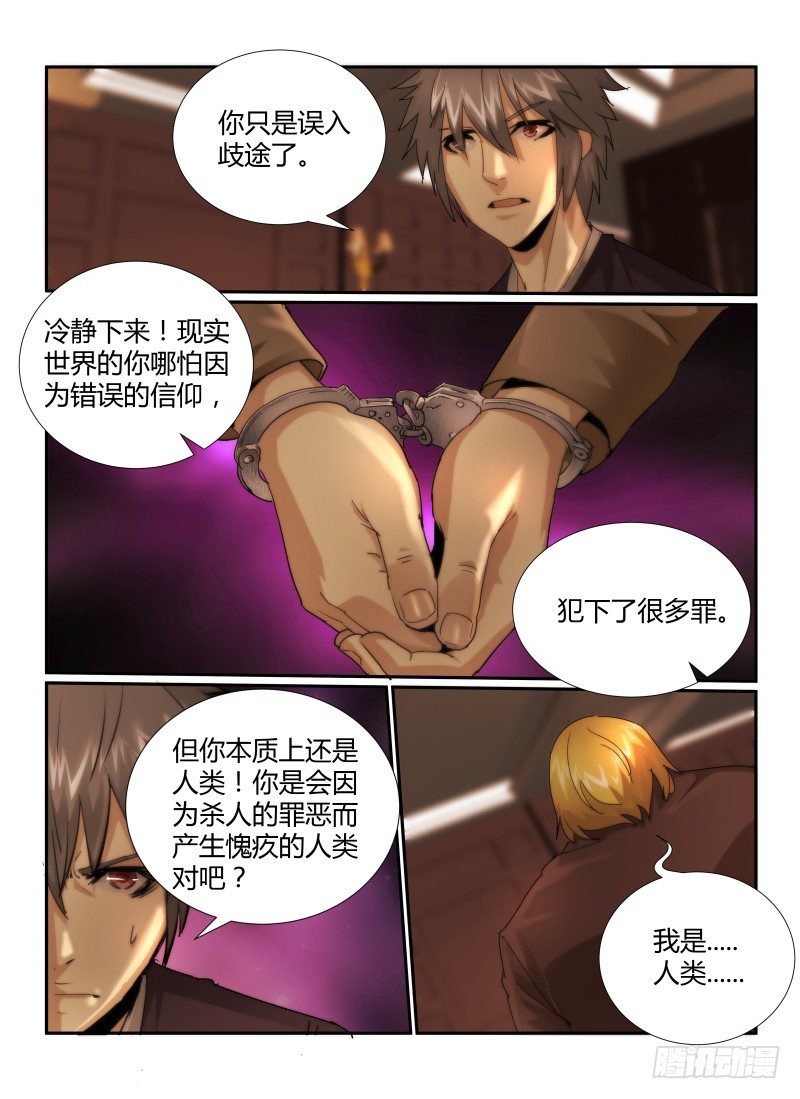 你只是误入
歧途了。
冷静下来！现实
世界的你哪怕因
为错误的信仰，
犯下了很多罪。
但你本质上还是
人类！你是会因
为杀人的罪恶而
产生愧疚的人类
对吧？
我是.....
人类......
腾讯动漫